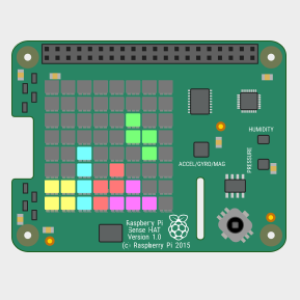 HUMIDITY
PRESSURE
ACCEL/GYRO/MAG
Raspberry Pi
Sense HAT
Version 1.0
(c- Raspberry Pi 2015